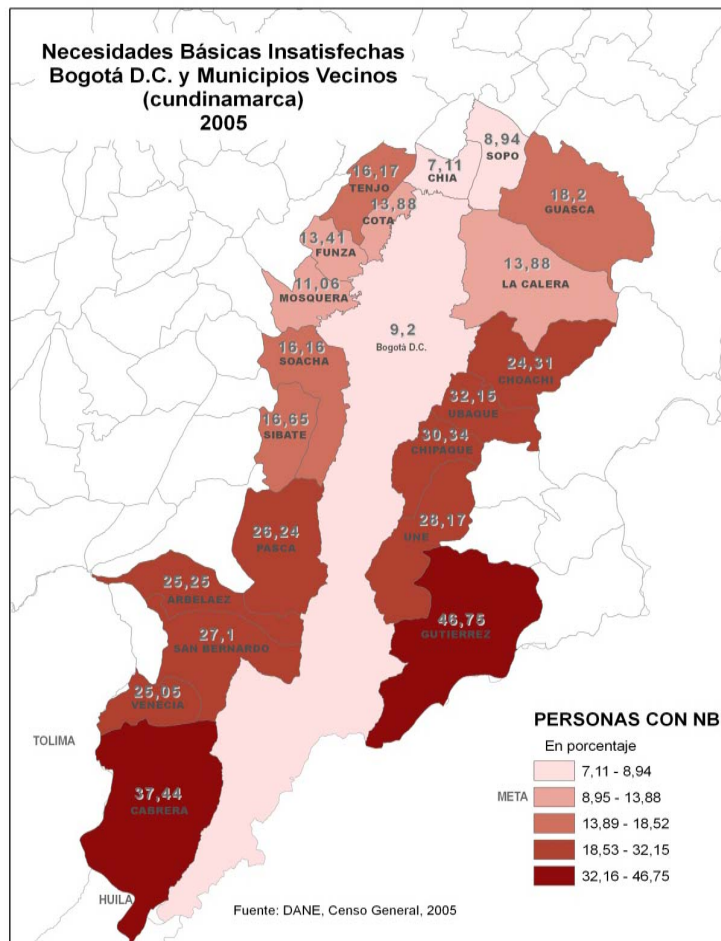 Necesidades Básicas Insatisfechas
Bogotá D.C. y Municipios Vecinos
(cundinamarca)
2005
8,94
SOPO
7,11
CHIA
16,17
TENJO
18,2
GUASCA
13,88
COTA
13,41
FUNZA
13,88
LA CALERA
11,06
MOSQUERA
9,2
Bogotà D.C.
16,16
SOACHA
24,31
CHOACHI
32,15
UBAQUE
16,65
SIBATE
30,34
CHIPAQUE
26,24
PASCA
28,17
UNE
25,25
ARBELAEZ
46,75
GUTIERREZ
27,1
SAN BERNARDO
25,05
VENECIA
TOLIMA
37,44
CABRERA
META
HUILA
PERSONAS CON NB
En porcentaje
7,11 - 8,94
8,95 - 13,88
13,89 - 18,52
18,53 - 32,15
32,16 - 46,75
Fuente: DANE, Censo General, 2005